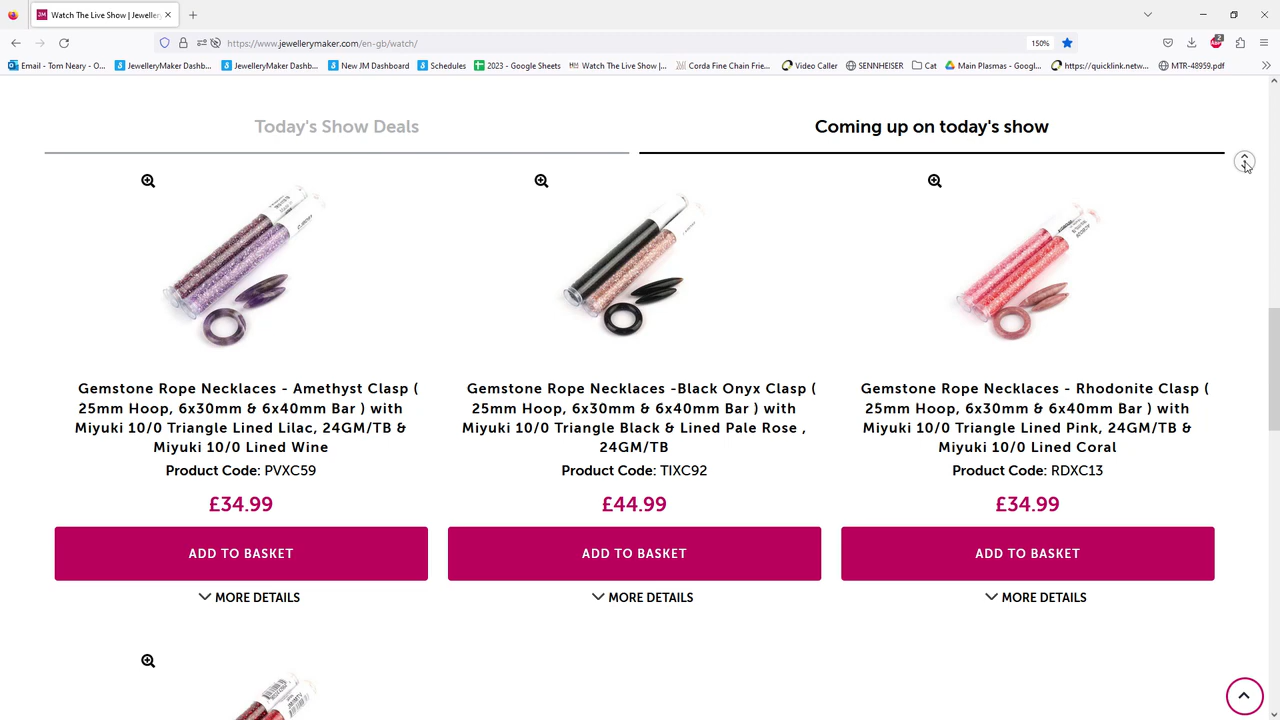 Watch The Live Show | Jeweller
https://www.jewellerymaker.com/en-gb/watch/
150%
2
Email - Tom Neary - O...
JewelleryMaker Dashb...
JewelleryMaker Dashb...
New JM Dashboard
Schedules
2023 - Google Sheets
Watch The Live Show |...
Corda Fine Chain Frie...
Video Caller
SENNHEISER
Cat
Main Plasmas - Googl...
https://quicklink.netw...
MTR-48959.pdf
Today's Show Deals
Coming up on today's show
Gemstone Rope Necklaces - Amethyst Clasp (
25mm Hoop, 6x30mm & 6x40mm Bar ) with
Miyuki 10/0 Triangle Lined Lilac, 24GM/TB &
Miyuki 10/0 Lined Wine
Product Code: PVXC59
£34.99
ADD TO BASKET
MORE DETAILS
Gemstone Rope Necklaces -Black Onyx Clasp (
25mm Hoop, 6x30mm & 6x40mm Bar ) with
Miyuki 10/0 Triangle Black & Lined Pale Rose ,
24GM/TB
Product Code: TIXC92
£44.99
ADD TO BASKET
MORE DETAILS
Gemstone Rope Necklaces - Rhodonite Clasp (
25mm Hoop, 6x30mm & 6x40mm Bar ) with
Miyuki 10/0 Triangle Lined Pink, 24GM/TB &
Miyuki 10/0 Lined Coral
Product Code: RDXC13
£34.99
ADD TO BASKET
MORE DETAILS